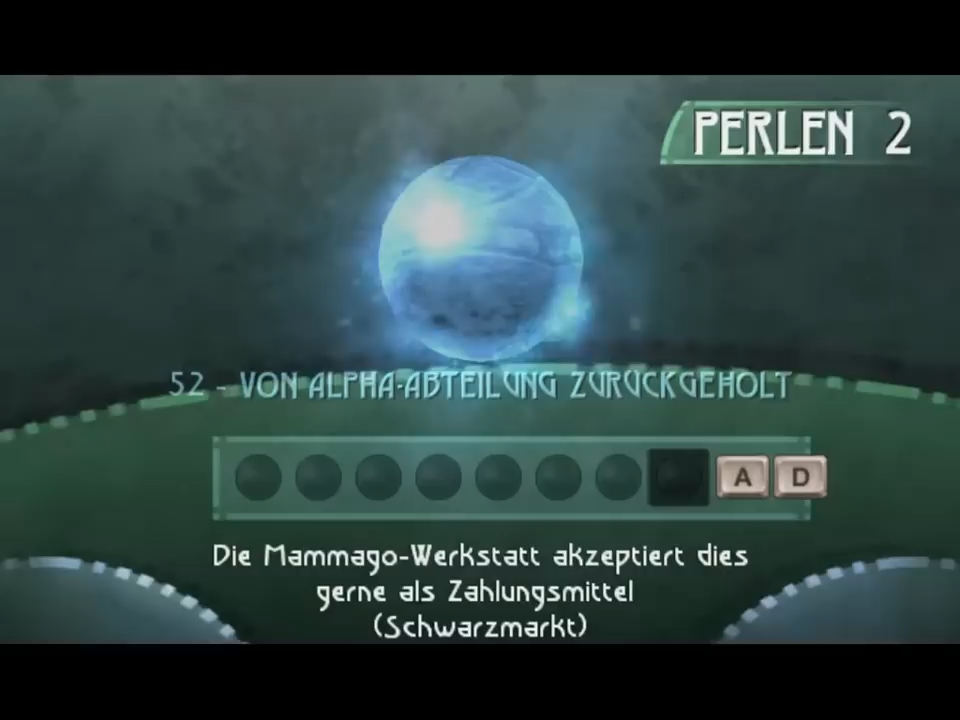 PERLEN 2
52 - VON ALPHA-ABTEILUNG ZURÜCKGEHOLT
A D
Die Mammago-Werkstatt akzeptiert dies
gerne als Zahlungsmittel
(Schwarzmarkt)